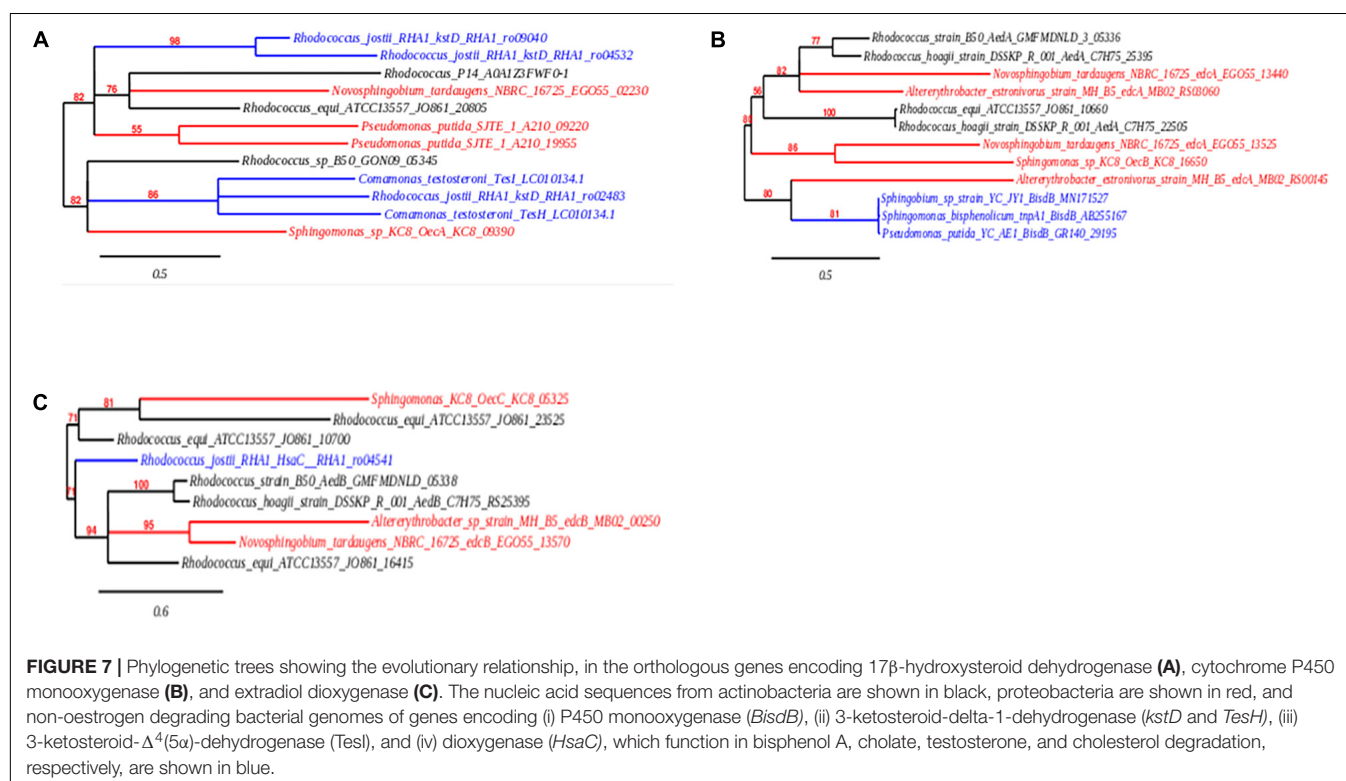 A
98
Rhodococcus_jostii_RHA1_kstD_RHA1_ro09040
Rhodococcus_jostii_RHA1_kstD_RHA1_ro04532
Rhodococcus_P14_A0A1Z3FWF0-1
76
Novosphingobium_tardaugens_NBRC_16725_EGO55_02230
Rhodococcus_equi_ATCC13557_JO861_20805
82
55
Pseudomonas_putida_SJTE_1_A210_09220
Pseudomonas_putida_SJTE_1_A210_19955
Rhodococcus_sp_B50_GON09_05345
Comamonas_testosteroni_TesI_LC010134.1
86
Rhodococcus_jostii_RHA1_kstD_RHA1_ro02483
82
Comamonas_testosteroni_TesH_LC010134.1
Sphingomonas_sp_KC8_OecA_KC8_09390
0.5
B
77
Rhodococcus_strain_B50_AedA_GMFMDNLD_3_05336
Rhodococcus_hoagii_strain_DSSKP_R_001_AedA_C7H75_25395
82
Novosphingobium_tardaugens_NBRC_16725_edcA_EGO55_13440
56
Altererythrobacter_estronivorus_strain_MH_B5_edcA_MB02_RS03060
100
Rhodococcus_equi_ATCC13557_JO861_10660
Rhodococcus_hoagii_strain_DSSKP_R_001_AedA_C7H75_22505
86
Novosphingobium_tardaugens_NBRC_16725_edcA_EGO55_13525
Sphingomonas_sp_KC8_OecB_KC8_16650
80
Altererythrobacter_estronivorus_strain_MH_B5_edcA_MB02_RS00145
81
Sphingobium_sp_strain_YC_JY1_BisdB_MN171527
Sphingomonas_bisphenolicum_tnpA1_BisdB_AB255167
Pseudomonas_putida_YC_AE1_BisdB_GR140_29195
0.5
C
81
Sphingomonas_KC8_OecC_KC8_05325
71
Rhodococcus_equi_ATCC13557_JO861_23525
Rhodococcus_equi_ATCC13557_JO861_10700
Rhodococcus_jostii_RHA1_HsaC__RHA1_ro04541
71
100
Rhodococcus_strain_B50_AedB_GMFMDNLD_05338
Rhodococcus_hoagii_strain_DSSKP_R_001_AedB_C7H75_RS25395
94
95
Altererythrobacter_sp_strain_MH_B5_edcB_MB02_00250
Novosphingobium_tardaugens_NBRC_16725_edcB_EGO55_13570
Rhodococcus_equi_ATCC13557_JO861_16415
0.6
FIGURE 7 | Phylogenetic trees showing the evolutionary relationship, in the orthologous genes encoding 17β-hydroxysteroid dehydrogenase (A), cytochrome P450
monooxygenase (B), and extradiol dioxygenase (C). The nucleic acid sequences from actinobacteria are shown in black, proteobacteria are shown in red, and
non-oestrogen degrading bacterial genomes of genes encoding (i) P450 monooxygenase (BisdB), (ii) 3-ketosteroid-delta-1-dehydrogenase (kstD and TesH), (iii)
3-ketosteroid-Δ⁴(5α)-dehydrogenase (TesI), and (iv) dioxygenase (HsaC), which function in bisphenol A, cholate, testosterone, and cholesterol degradation,
respectively, are shown in blue.